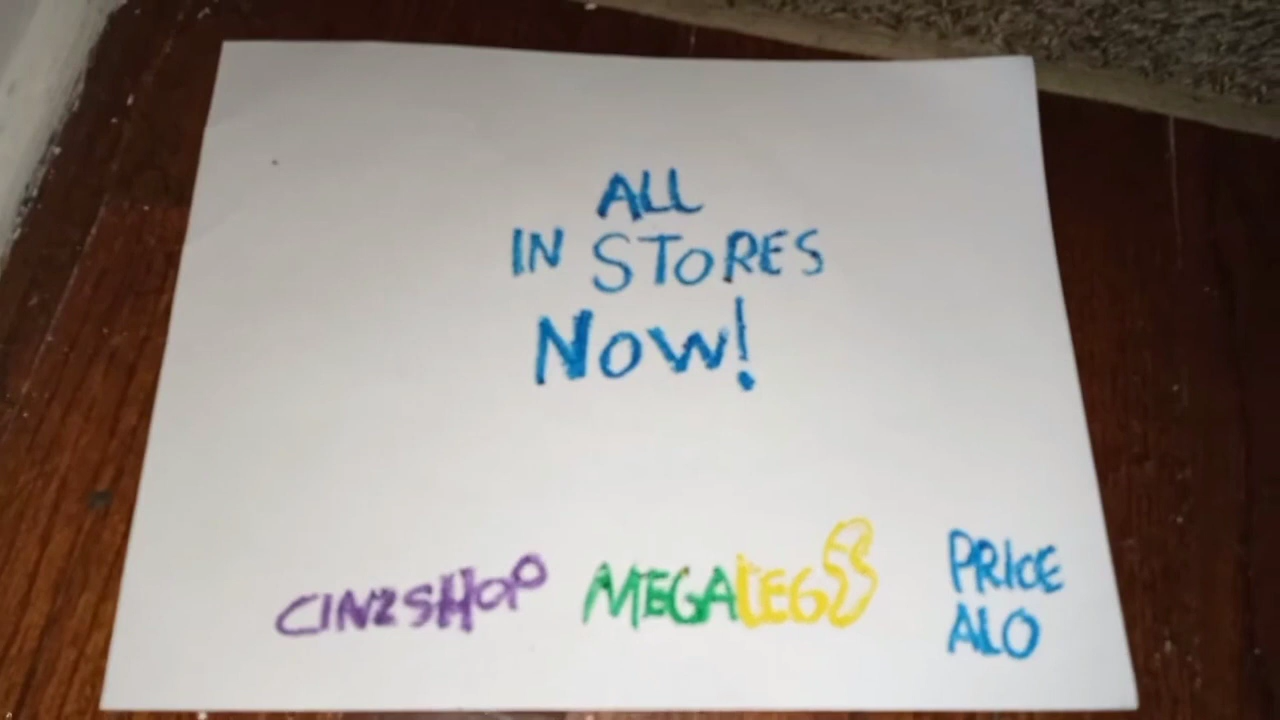 ALL
IN STORES
NOW!
CINZSHOP MEGALEGS PRICE
ALO